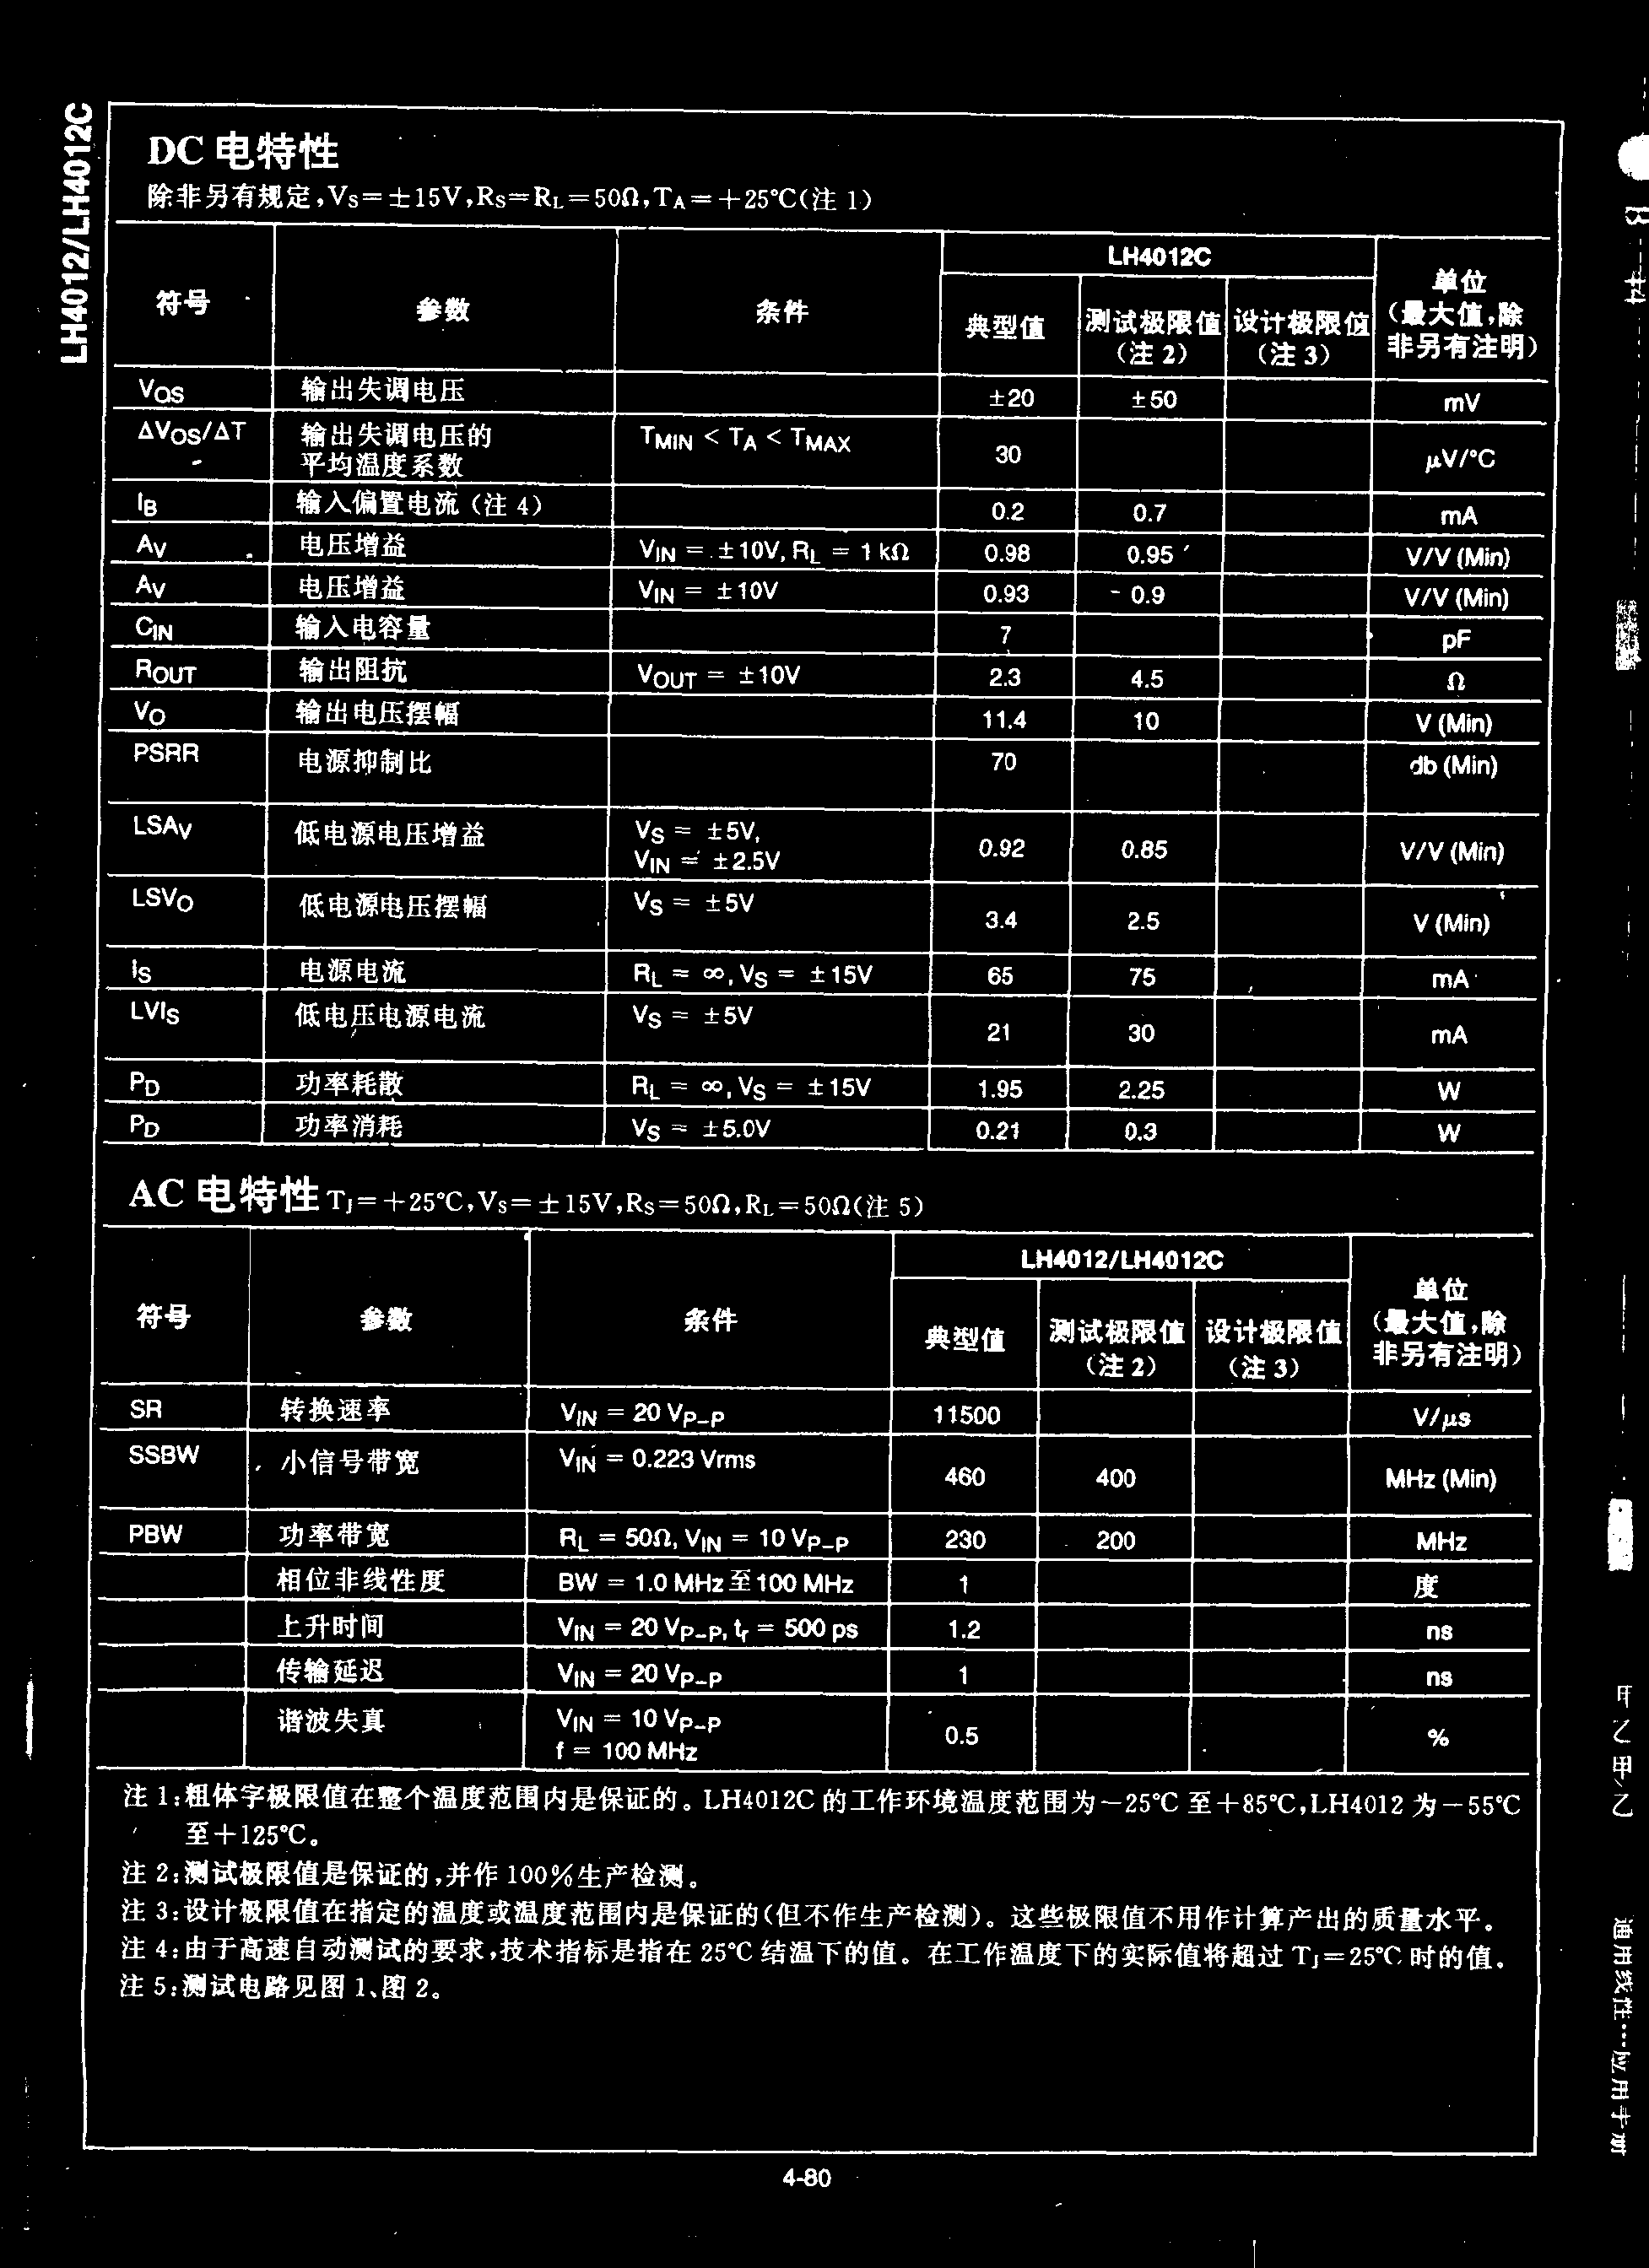 LH4012/LH4012C
DC 电特性
除非另有规定,VS=±15V,RS=RL=50Ω,TA=+25℃(注 1)
符号 参数 条件 LH4012C 单位(最大值,除非另有注明)
典型值 测试极限值(注 2) 设计极限值(注 3)
VOS 输出失调电压 ±20 ±50 mV
ΔVOS/ΔT 输出失调电压的平均温度系数 TMIN < TA < TMAX 30 μV/°C
IB 输入偏置电流(注 4) 0.2 0.7 mA
AV 电压增益 VIN = ±10V, RL = 1 kΩ 0.98 0.95 V/V (Min)
AV 电压增益 VIN = ±10V 0.93 0.9 V/V (Min)
CIN 输入电容量 7 pF
ROUT 输出阻抗 VOUT = ±10V 2.3 4.5 Ω
VO 输出电压摆幅 11.4 10 V (Min)
PSRR 电源抑制比 70 db (Min)
LSAV 低电源电压增益 VS = ±5V, VIN = ±2.5V 0.92 0.85 V/V (Min)
LSVO 低电源电压摆幅 VS = ±5V 3.4 2.5 V (Min)
IS 电源电流 RL = ∞, VS = ±15V 65 75 mA
LVIS 低电压电源电流 VS = ±5V 21 30 mA
PD 功率耗散 RL = ∞, VS = ±15V 1.95 2.25 W
PD 功率消耗 VS = ±5.0V 0.21 0.3 W
AC 电特性 TJ=+25℃,VS=±15V,RS=50Ω,RL=50Ω(注 5)
符号 参数 条件 LH4012/LH4012C 单位(最大值,除非另有注明)
典型值 测试极限值(注 2) 设计极限值(注 3)
SR 转换速率 VIN = 20 VP-P 11500 V/μs
SSBW 小信号带宽 VIN = 0.223 Vrms 460 400 MHz (Min)
PBW 功率带宽 RL = 50Ω, VIN = 10 VP-P 230 200 MHz
相位非线性度 BW = 1.0 MHz 至 100 MHz 1 度
上升时间 VIN = 20 VP-P, tr = 500 ps 1.2 ns
传输延迟 VIN = 20 VP-P 1 ns
谐波失真 VIN = 10 VP-P f = 100 MHz 0.5 %
注 1:粗体字极限值在整个温度范围内是保证的。LH4012C 的工作环境温度范围为-25℃ 至+85℃,LH4012 为-55℃
至+125℃。
注 2:测试极限值是保证的,并作 100%生产检测。
注 3:设计极限值在指定的温度或温度范围内是保证的(但不作生产检测)。这些极限值不用作计算产出的质量水平。
注 4:由于高速自动测试的要求,技术指标是指在 25℃ 结温下的值。在工作温度下的实际值将超过 TJ=25℃ 时的值。
注 5:测试电路见图 1、图 2。
4-80